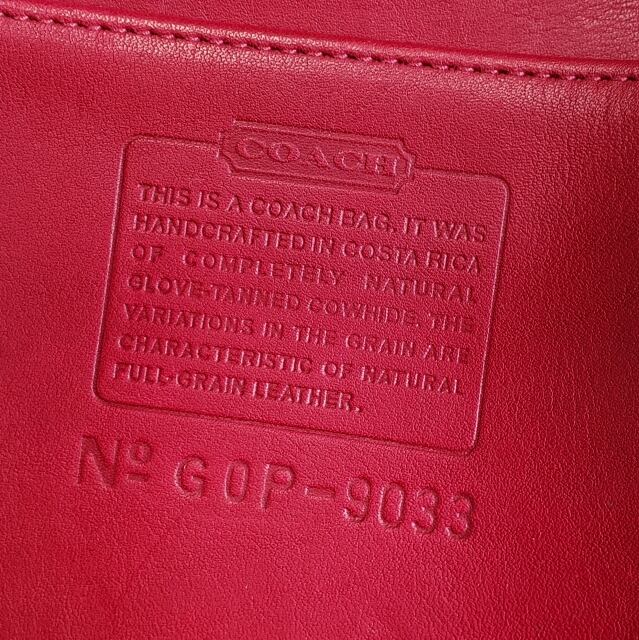 COACH
THIS IS A COACH BAG. IT WAS
HANDCRAFTED IN COSTA RICA
OF COMPLETELY NATURAL
GLOVE-TANNED COWHIDE. THE
VARIATIONS IN THE GRAIN ARE
CHARACTERISTIC OF NATURAL
FULL-GRAIN LEATHER.
Nº G0P-9033